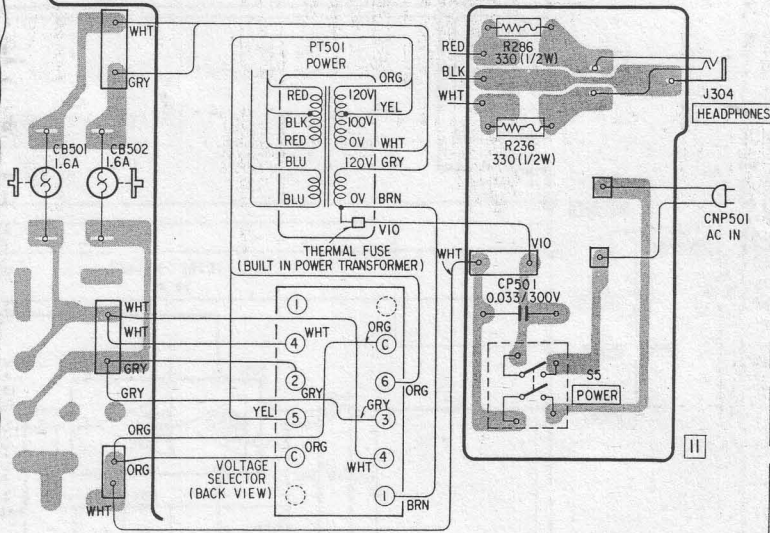 WHT
GRY
CB501
1.6A
CB502
1.6A
WHT
WHT
GRY
GRY
ORG
ORG
WHT
PT501
POWER
RED
BLK
RED
BLU
BLU
120V
100V
0V
120V
0V
ORG
YEL
WHT
GRY
BRN
VIO
THERMAL FUSE
(BUILT IN POWER TRANSFORMER)
1
4
WHT
2
GRY
YEL
5
C
ORG
ORG
C
6
ORG
GRY
3
WHT
4
1
BRN
VOLTAGE
SELECTOR
(BACK VIEW)
RED
BLK
WHT
R286
330 (1/2W)
R236
330 (1/2W)
J304
HEADPHONES
CNP501
AC IN
WHT
VIO
CP501
0.033/300V
S5
POWER
11